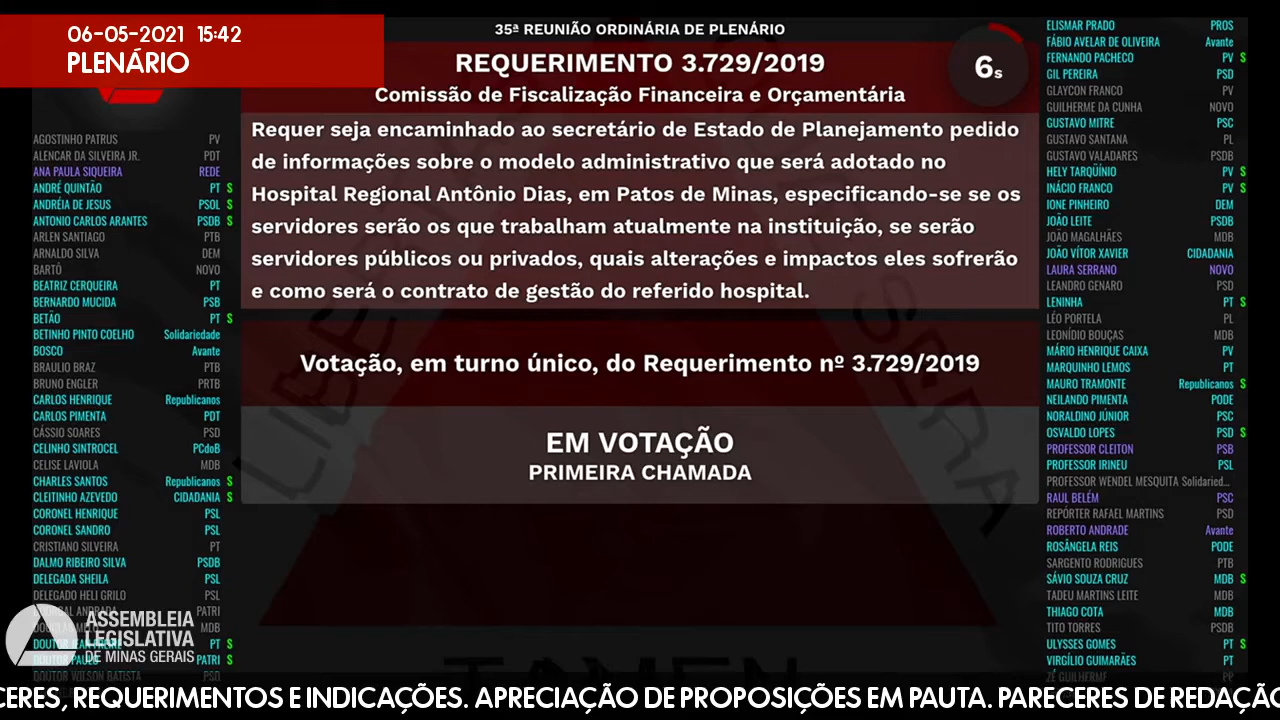 06-05-2021 15:42
PLENÁRIO
35ª REUNIÃO ORDINÁRIA DE PLENÁRIO
REQUERIMENTO 3.729/2019
6s
Comissão de Fiscalização Financeira e Orçamentária
Requer seja encaminhado ao secretário de Estado de Planejamento pedido
de informações sobre o modelo administrativo que será adotado no
Hospital Regional Antônio Dias, em Patos de Minas, especificando-se se os
servidores serão os que trabalham atualmente na instituição, se serão
servidores públicos ou privados, quais alterações e impactos eles sofrerão
e como será o contrato de gestão do referido hospital.
Votação, em turno único, do Requerimento nº 3.729/2019
EM VOTAÇÃO
PRIMEIRA CHAMADA
AGOSTINHO PATRUS PV
ALENCAR DA SILVEIRA JR. PDT
ANA PAULA SIQUEIRA REDE
ANDRÉ QUINTÃO PT S
ANDRÉIA DE JESUS PSOL S
ANTONIO CARLOS ARANTES PSDB S
ARLEN SANTIAGO PTB
ARNALDO SILVA DEM
BARTÔ NOVO
BEATRIZ CERQUEIRA PT
BERNARDO MUCIDA PSB
BETÃO PT S
BETINHO PINTO COELHO Solidariedade
BOSCO Avante
BRAULIO BRAZ PTB
BRUNO ENGLER PRTB
CARLOS HENRIQUE Republicanos
CARLOS PIMENTA PDT
CÁSSIO SOARES PSD
CELINHO SINTROCEL PCdoB
CELISE LAVIOLA MDB
CHARLES SANTOS Republicanos S
CLEITINHO AZEVEDO CIDADANIA S
CORONEL HENRIQUE PSL
CORONEL SANDRO PSL
CRISTIANO SILVEIRA PT
DALMO RIBEIRO SILVA PSDB
DELEGADA SHEILA PSL
DELEGADO HELI GRILO PSL
ANDRADA PATRI
MDB
DOUTOR JEAN FREIRE PT S
DOUTOR PAULO PATRI S
DOUTOR WILSON BATISTA PSD
ELISMAR PRADO PROS
FÁBIO AVELAR DE OLIVEIRA Avante
FERNANDO PACHECO PV S
GIL PEREIRA PSD
GLAYCON FRANCO PV
GUILHERME DA CUNHA NOVO
GUSTAVO MITRE PSC
GUSTAVO SANTANA PL
GUSTAVO VALADARES PSDB
HELY TARQÜÍNIO PV S
INÁCIO FRANCO PV S
IONE PINHEIRO DEM
JOÃO LEITE PSDB
JOÃO MAGALHÃES MDB
JOÃO VÍTOR XAVIER CIDADANIA
LAURA SERRANO NOVO
LEANDRO GENARO PSD
LENINHA PT S
LÉO PORTELA PL
LEONÍDIO BOUÇAS MDB
MÁRIO HENRIQUE CAIXA PV
MARQUINHO LEMOS PT
MAURO TRAMONTE Republicanos S
NEILANDO PIMENTA PODE
NORALDINO JÚNIOR PSC
OSVALDO LOPES PSD S
PROFESSOR CLEITON PSB
PROFESSOR IRINEU PSL
PROFESSOR WENDEL MESQUITA Solidaried...
RAUL BELÉM PSC
REPÓRTER RAFAEL MARTINS PSD
ROBERTO ANDRADE Avante
ROSÂNGELA REIS PODE
SARGENTO RODRIGUES PTB
SÁVIO SOUZA CRUZ MDB S
TADEU MARTINS LEITE MDB
THIAGO COTA MDB
TITO TORRES PSDB
ULYSSES GOMES PT S
VIRGÍLIO GUIMARÃES PT
ZÉ GUILHERME PP
ASSEMBLEIA
LEGISLATIVA
DE MINAS GERAIS
CERES, REQUERIMENTOS E INDICAÇÕES. APRECIAÇÃO DE PROPOSIÇÕES EM PAUTA. PARECERES DE REDAÇÃO